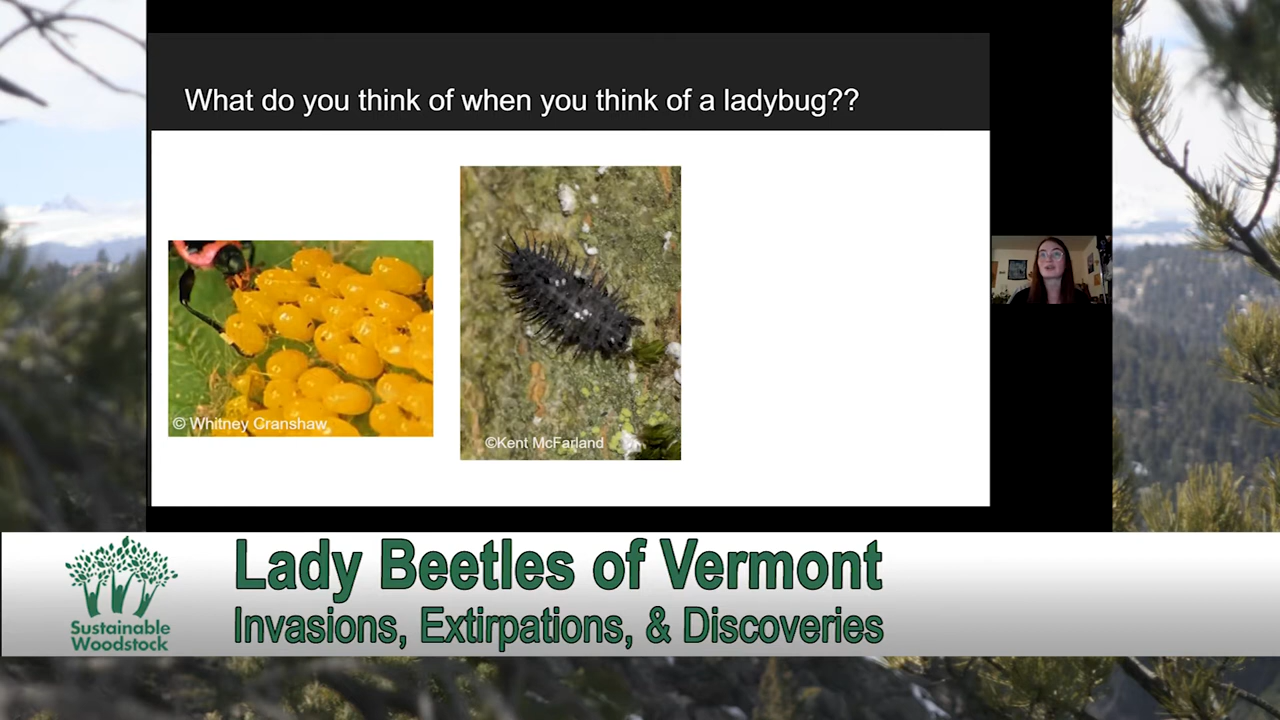 What do you think of when you think of a ladybug??
© Whitney Cranshaw
©Kent McFarland
Lady Beetles of Vermont
Invasions, Extirpations, & Discoveries
Sustainable
Woodstock